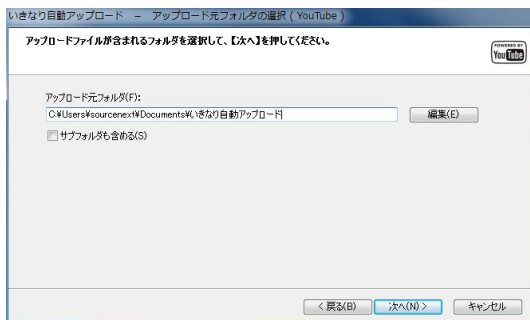 いきなり自動アップロード － アップロード元フォルダの選択 ( YouTube )
アップロードファイルが含まれるフォルダを選択して、【次へ】を押してください。
POWERED BY
YouTube
アップロード元フォルダ(F):
C:¥Users¥sourcenext¥Documents¥いきなり自動アップロード
編集(E)
サブフォルダも含める(S)
< 戻る(B)
次へ(N) >
キャンセル